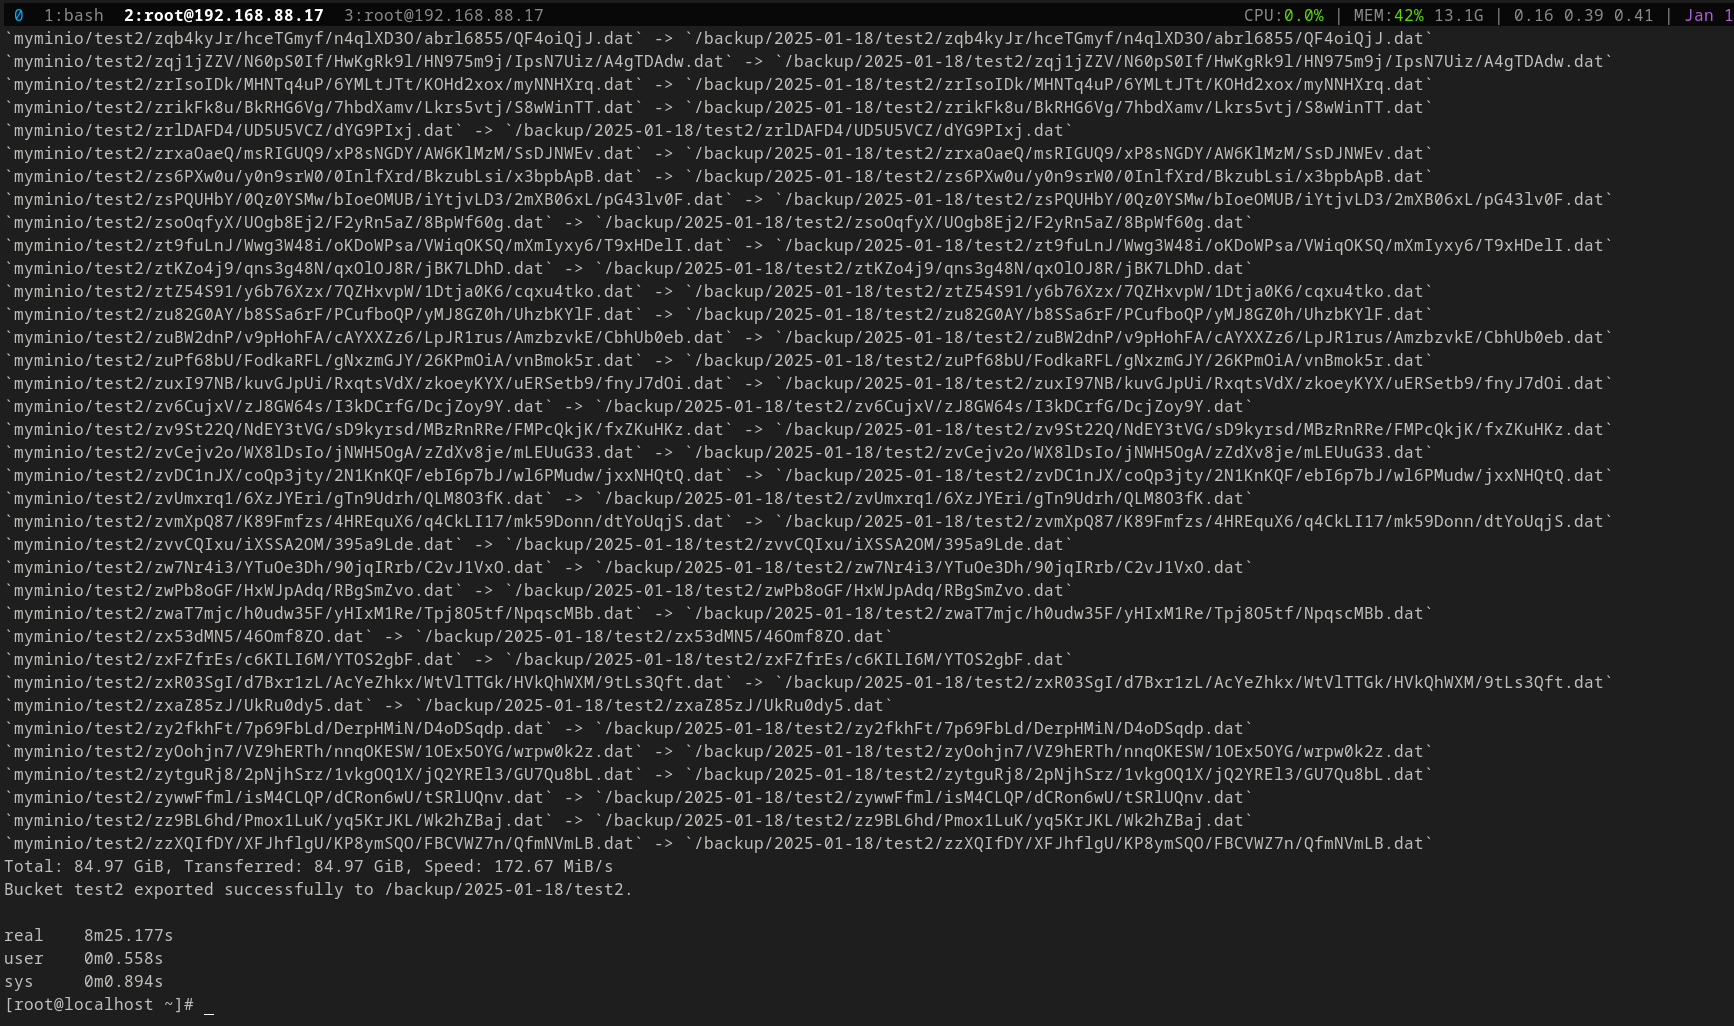 0 1:bash 2:root@192.168.88.17 3:root@192.168.88.17 CPU:0.0% | MEM:42% 13.1G | 0.16 0.39 0.41 | Jan 1
`myminio/test2/zqb4kyJr/hceTGmyf/n4qlXD3O/abrl6855/QF4oiQjJ.dat` -> `/backup/2025-01-18/test2/zqb4kyJr/hceTGmyf/n4qlXD3O/abrl6855/QF4oiQjJ.dat`
`myminio/test2/zqj1jZZV/N60pS0If/HwKgRk9l/HN975m9j/IpsN7Uiz/A4gTDAdw.dat` -> `/backup/2025-01-18/test2/zqj1jZZV/N60pS0If/HwKgRk9l/HN975m9j/IpsN7Uiz/A4gTDAdw.dat`
`myminio/test2/zrIsoIDk/MHNTq4uP/6YMLtJTt/KOHd2xox/myNNHXrq.dat` -> `/backup/2025-01-18/test2/zrIsoIDk/MHNTq4uP/6YMLtJTt/KOHd2xox/myNNHXrq.dat`
`myminio/test2/zrikFk8u/BkRHG6Vg/7hbdXamv/Lkrs5vtj/S8wWinTT.dat` -> `/backup/2025-01-18/test2/zrikFk8u/BkRHG6Vg/7hbdXamv/Lkrs5vtj/S8wWinTT.dat`
`myminio/test2/zrlDAFD4/UD5U5VCZ/dYG9PIxj.dat` -> `/backup/2025-01-18/test2/zrlDAFD4/UD5U5VCZ/dYG9PIxj.dat`
`myminio/test2/zrxaOaeQ/msRIGUQ9/xP8sNGDY/AW6KlMzM/SsDJNWEv.dat` -> `/backup/2025-01-18/test2/zrxaOaeQ/msRIGUQ9/xP8sNGDY/AW6KlMzM/SsDJNWEv.dat`
`myminio/test2/zs6PXw0u/y0n9srW0/0InlfXrd/BkzubLsi/x3bpbApB.dat` -> `/backup/2025-01-18/test2/zs6PXw0u/y0n9srW0/0InlfXrd/BkzubLsi/x3bpbApB.dat`
`myminio/test2/zsPQUHbY/0Qz0YSMw/bIoeOMUB/iYtjvLD3/2mXB06xL/pG43lv0F.dat` -> `/backup/2025-01-18/test2/zsPQUHbY/0Qz0YSMw/bIoeOMUB/iYtjvLD3/2mXB06xL/pG43lv0F.dat`
`myminio/test2/zsoOqfyX/UOgb8Ej2/F2yRn5aZ/8BpWf60g.dat` -> `/backup/2025-01-18/test2/zsoOqfyX/UOgb8Ej2/F2yRn5aZ/8BpWf60g.dat`
`myminio/test2/zt9fuLnJ/Wwg3W48i/oKDoWPsa/VWiqOKSQ/mXmIyxy6/T9xHDelI.dat` -> `/backup/2025-01-18/test2/zt9fuLnJ/Wwg3W48i/oKDoWPsa/VWiqOKSQ/mXmIyxy6/T9xHDelI.dat`
`myminio/test2/ztKZo4j9/qns3g48N/qxOlOJ8R/jBK7LDhD.dat` -> `/backup/2025-01-18/test2/ztKZo4j9/qns3g48N/qxOlOJ8R/jBK7LDhD.dat`
`myminio/test2/ztZ54S91/y6b76Xzx/7QZHxvpW/1Dtja0K6/cqxu4tko.dat` -> `/backup/2025-01-18/test2/ztZ54S91/y6b76Xzx/7QZHxvpW/1Dtja0K6/cqxu4tko.dat`
`myminio/test2/zu82G0AY/b8SSa6rF/PCufboQP/yMJ8GZ0h/UhzbKYlF.dat` -> `/backup/2025-01-18/test2/zu82G0AY/b8SSa6rF/PCufboQP/yMJ8GZ0h/UhzbKYlF.dat`
`myminio/test2/zuBW2dnP/v9pHohFA/cAYXXZz6/LpJR1rus/AmzbzvkE/CbhUb0eb.dat` -> `/backup/2025-01-18/test2/zuBW2dnP/v9pHohFA/cAYXXZz6/LpJR1rus/AmzbzvkE/CbhUb0eb.dat`
`myminio/test2/zuPf68bU/FodkaRFL/gNxzmGJY/26KPmOiA/vnBmok5r.dat` -> `/backup/2025-01-18/test2/zuPf68bU/FodkaRFL/gNxzmGJY/26KPmOiA/vnBmok5r.dat`
`myminio/test2/zuxI97NB/kuvGJpUi/RxqtsVdX/zkoeyKYX/uERSetb9/fnyJ7dOi.dat` -> `/backup/2025-01-18/test2/zuxI97NB/kuvGJpUi/RxqtsVdX/zkoeyKYX/uERSetb9/fnyJ7dOi.dat`
`myminio/test2/zv6CujxV/zJ8GW64s/I3kDCrfG/DcjZoy9Y.dat` -> `/backup/2025-01-18/test2/zv6CujxV/zJ8GW64s/I3kDCrfG/DcjZoy9Y.dat`
`myminio/test2/zv9St22Q/NdEY3tVG/sD9kyrsd/MBzRnRRe/FMPcQkjK/fxZKuHKz.dat` -> `/backup/2025-01-18/test2/zv9St22Q/NdEY3tVG/sD9kyrsd/MBzRnRRe/FMPcQkjK/fxZKuHKz.dat`
`myminio/test2/zvCejv2o/WX8lDsIo/jNWH5OgA/zZdXv8je/mLEUuG33.dat` -> `/backup/2025-01-18/test2/zvCejv2o/WX8lDsIo/jNWH5OgA/zZdXv8je/mLEUuG33.dat`
`myminio/test2/zvDC1nJX/coQp3jty/2N1KnKQF/ebI6p7bJ/wl6PMudw/jxxNHQtQ.dat` -> `/backup/2025-01-18/test2/zvDC1nJX/coQp3jty/2N1KnKQF/ebI6p7bJ/wl6PMudw/jxxNHQtQ.dat`
`myminio/test2/zvUmxrq1/6XzJYEri/gTn9Udrh/QLM8O3fK.dat` -> `/backup/2025-01-18/test2/zvUmxrq1/6XzJYEri/gTn9Udrh/QLM8O3fK.dat`
`myminio/test2/zvmXpQ87/K89Fmfzs/4HREquX6/q4CkLI17/mk59Donn/dtYoUqjS.dat` -> `/backup/2025-01-18/test2/zvmXpQ87/K89Fmfzs/4HREquX6/q4CkLI17/mk59Donn/dtYoUqjS.dat`
`myminio/test2/zvvCQIxu/iXSSA2OM/395a9Lde.dat` -> `/backup/2025-01-18/test2/zvvCQIxu/iXSSA2OM/395a9Lde.dat`
`myminio/test2/zw7Nr4i3/YTuOe3Dh/90jqIRrb/C2vJ1VxO.dat` -> `/backup/2025-01-18/test2/zw7Nr4i3/YTuOe3Dh/90jqIRrb/C2vJ1VxO.dat`
`myminio/test2/zwPb8oGF/HxWJpAdq/RBgSmZvo.dat` -> `/backup/2025-01-18/test2/zwPb8oGF/HxWJpAdq/RBgSmZvo.dat`
`myminio/test2/zwaT7mjc/h0udw35F/yHIxM1Re/Tpj8O5tf/NpqscMBb.dat` -> `/backup/2025-01-18/test2/zwaT7mjc/h0udw35F/yHIxM1Re/Tpj8O5tf/NpqscMBb.dat`
`myminio/test2/zx53dMN5/46Omf8ZO.dat` -> `/backup/2025-01-18/test2/zx53dMN5/46Omf8ZO.dat`
`myminio/test2/zxFZfrEs/c6KILI6M/YTOS2gbF.dat` -> `/backup/2025-01-18/test2/zxFZfrEs/c6KILI6M/YTOS2gbF.dat`
`myminio/test2/zxR03SgI/d7Bxr1zL/AcYeZhkx/WtVlTTGk/HVkQhWXM/9tLs3Qft.dat` -> `/backup/2025-01-18/test2/zxR03SgI/d7Bxr1zL/AcYeZhkx/WtVlTTGk/HVkQhWXM/9tLs3Qft.dat`
`myminio/test2/zxaZ85zJ/UkRu0dy5.dat` -> `/backup/2025-01-18/test2/zxaZ85zJ/UkRu0dy5.dat`
`myminio/test2/zy2fkhFt/7p69FbLd/DerpHMiN/D4oDSqdp.dat` -> `/backup/2025-01-18/test2/zy2fkhFt/7p69FbLd/DerpHMiN/D4oDSqdp.dat`
`myminio/test2/zyOohjn7/VZ9hERTh/nnqOKESW/1OEx5OYG/wrpw0k2z.dat` -> `/backup/2025-01-18/test2/zyOohjn7/VZ9hERTh/nnqOKESW/1OEx5OYG/wrpw0k2z.dat`
`myminio/test2/zytguRj8/2pNjhSrz/1vkgOQ1X/jQ2YREl3/GU7Qu8bL.dat` -> `/backup/2025-01-18/test2/zytguRj8/2pNjhSrz/1vkgOQ1X/jQ2YREl3/GU7Qu8bL.dat`
`myminio/test2/zywwFfml/isM4CLQP/dCRon6wU/tSRlUQnv.dat` -> `/backup/2025-01-18/test2/zywwFfml/isM4CLQP/dCRon6wU/tSRlUQnv.dat`
`myminio/test2/zz9BL6hd/Pmox1LuK/yq5KrJKL/Wk2hZBaj.dat` -> `/backup/2025-01-18/test2/zz9BL6hd/Pmox1LuK/yq5KrJKL/Wk2hZBaj.dat`
`myminio/test2/zzXQIfDY/XFJhflgU/KP8ymSQO/FBCVWZ7n/QfmNVmLB.dat` -> `/backup/2025-01-18/test2/zzXQIfDY/XFJhflgU/KP8ymSQO/FBCVWZ7n/QfmNVmLB.dat`
Total: 84.97 GiB, Transferred: 84.97 GiB, Speed: 172.67 MiB/s
Bucket test2 exported successfully to /backup/2025-01-18/test2.
real 8m25.177s
user 0m0.558s
sys 0m0.894s
[root@localhost ~]# _